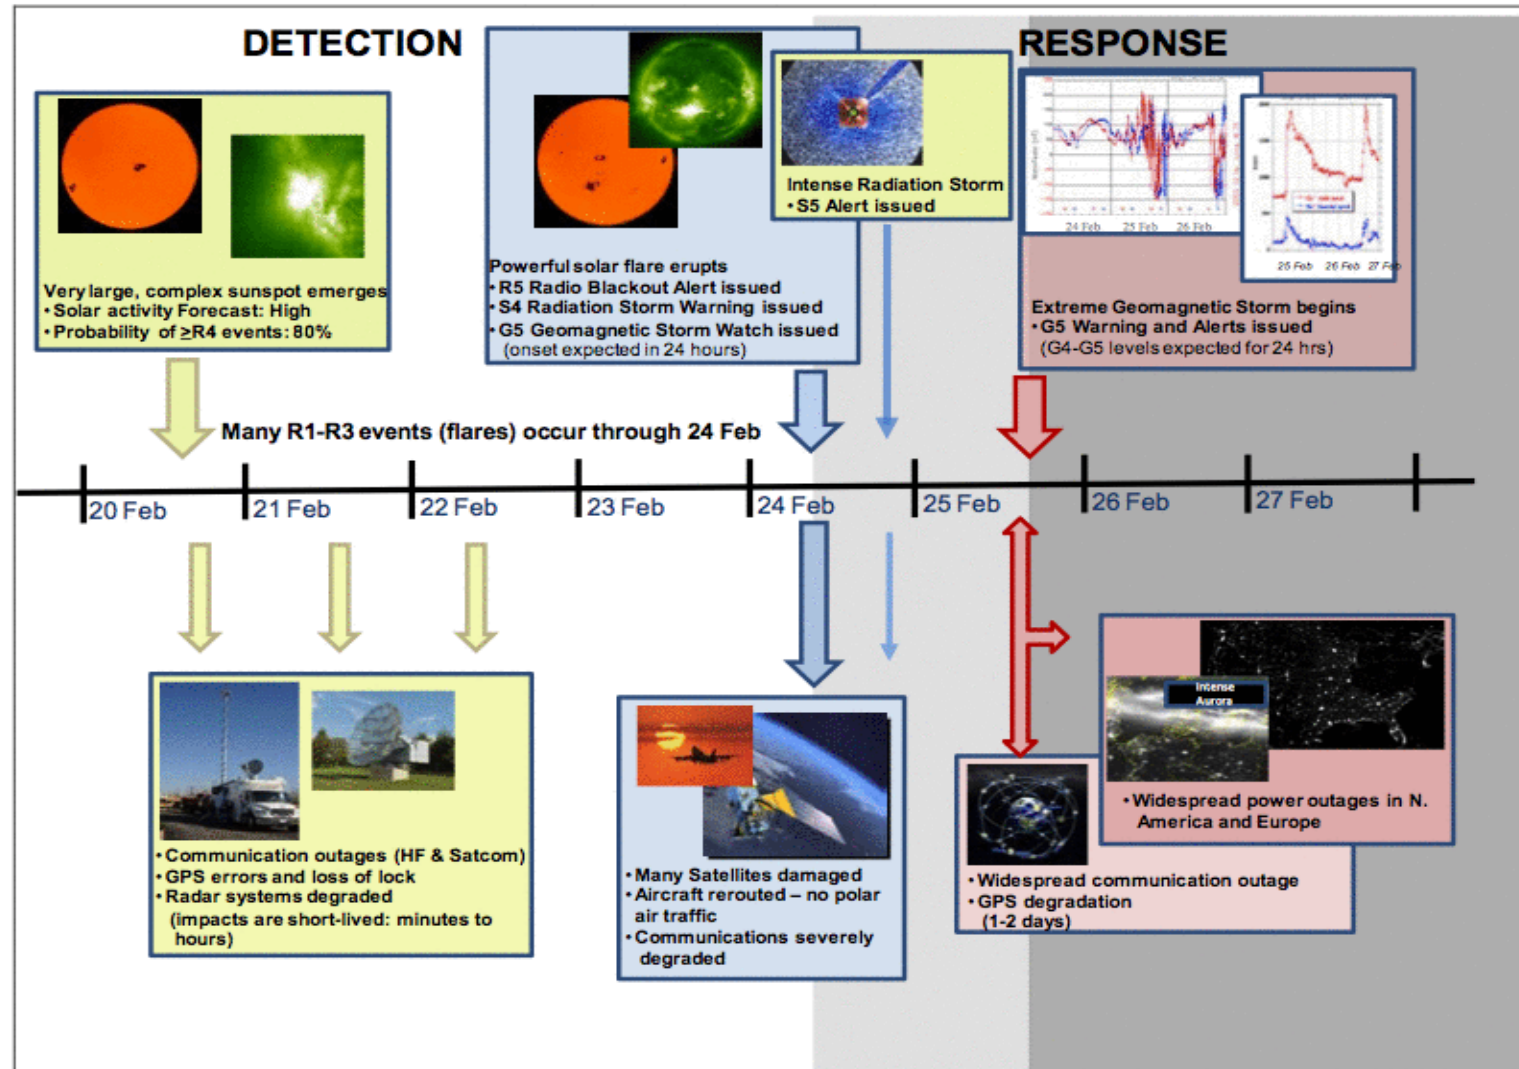 DETECTION
RESPONSE
Very large, complex sunspot emerges
• Solar activity Forecast: High
• Probability of ≥R4 events: 80%
Powerful solar flare erupts
• R5 Radio Blackout Alert issued
• S4 Radiation Storm Warning issued
• G5 Geomagnetic Storm Watch issued
(onset expected in 24 hours)
Intense Radiation Storm
• S5 Alert issued
24 Feb 25 Feb 26 Feb
25 Feb 26 Feb 27 Feb
Extreme Geomagnetic Storm begins
• G5 Warning and Alerts issued
(G4-G5 levels expected for 24 hrs)
Many R1-R3 events (flares) occur through 24 Feb
20 Feb
21 Feb
22 Feb
23 Feb
24 Feb
25 Feb
26 Feb
27 Feb
• Communication outages (HF & Satcom)
• GPS errors and loss of lock
• Radar systems degraded
(impacts are short-lived: minutes to
hours)
• Many Satellites damaged
• Aircraft rerouted – no polar
air traffic
• Communications severely
degraded
Intense
Aurora
• Widespread power outages in N.
America and Europe
• Widespread communication outage
• GPS degradation
(1-2 days)